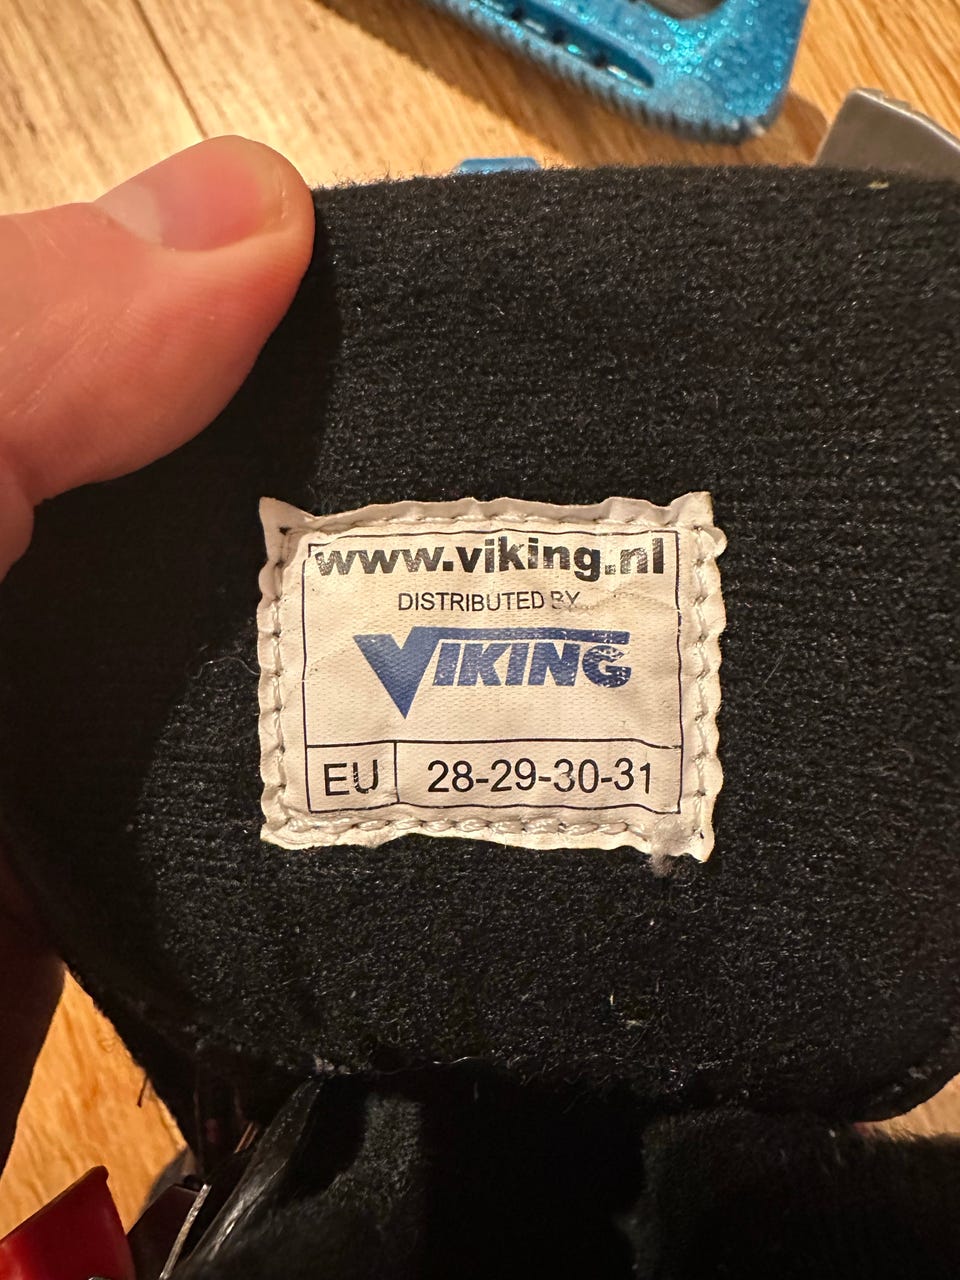 www.viking.nl
DISTRIBUTED BY
VIKING
EU 28-29-30-31